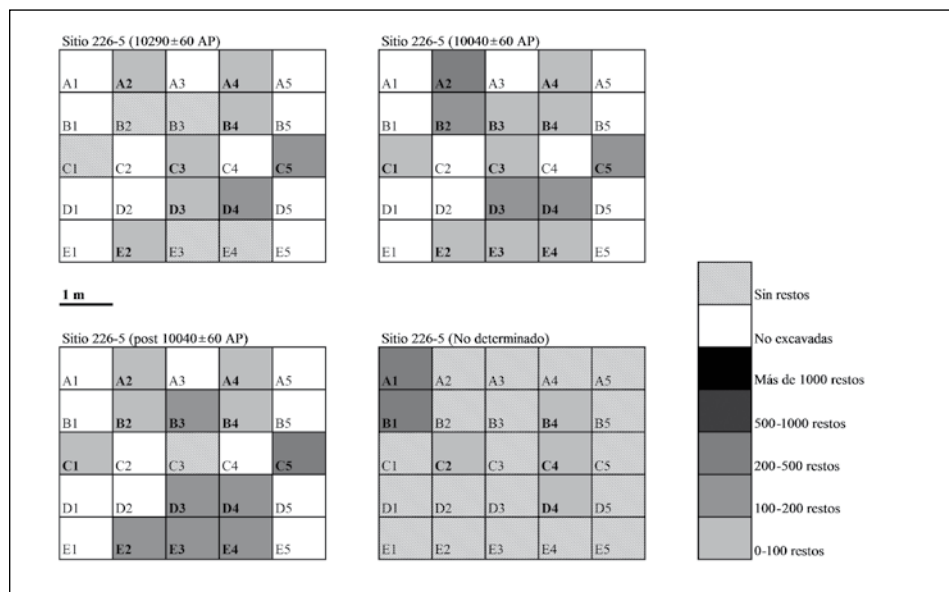 Sitio 226-5 (10290±60 AP)
A1 A2 A3 A4 A5
B1 B2 B3 B4 B5
C1 C2 C3 C4 C5
D1 D2 D3 D4 D5
E1 E2 E3 E4 E5
Sitio 226-5 (10040±60 AP)
A1 A2 A3 A4 A5
B1 B2 B3 B4 B5
C1 C2 C3 C4 C5
D1 D2 D3 D4 D5
E1 E2 E3 E4 E5
1 m
Sitio 226-5 (post 10040±60 AP)
A1 A2 A3 A4 A5
B1 B2 B3 B4 B5
C1 C2 C3 C4 C5
D1 D2 D3 D4 D5
E1 E2 E3 E4 E5
Sitio 226-5 (No determinado)
A1 A2 A3 A4 A5
B1 B2 B3 B4 B5
C1 C2 C3 C4 C5
D1 D2 D3 D4 D5
E1 E2 E3 E4 E5
Sin restos
No excavadas
Más de 1000 restos
500-1000 restos
200-500 restos
100-200 restos
0-100 restos